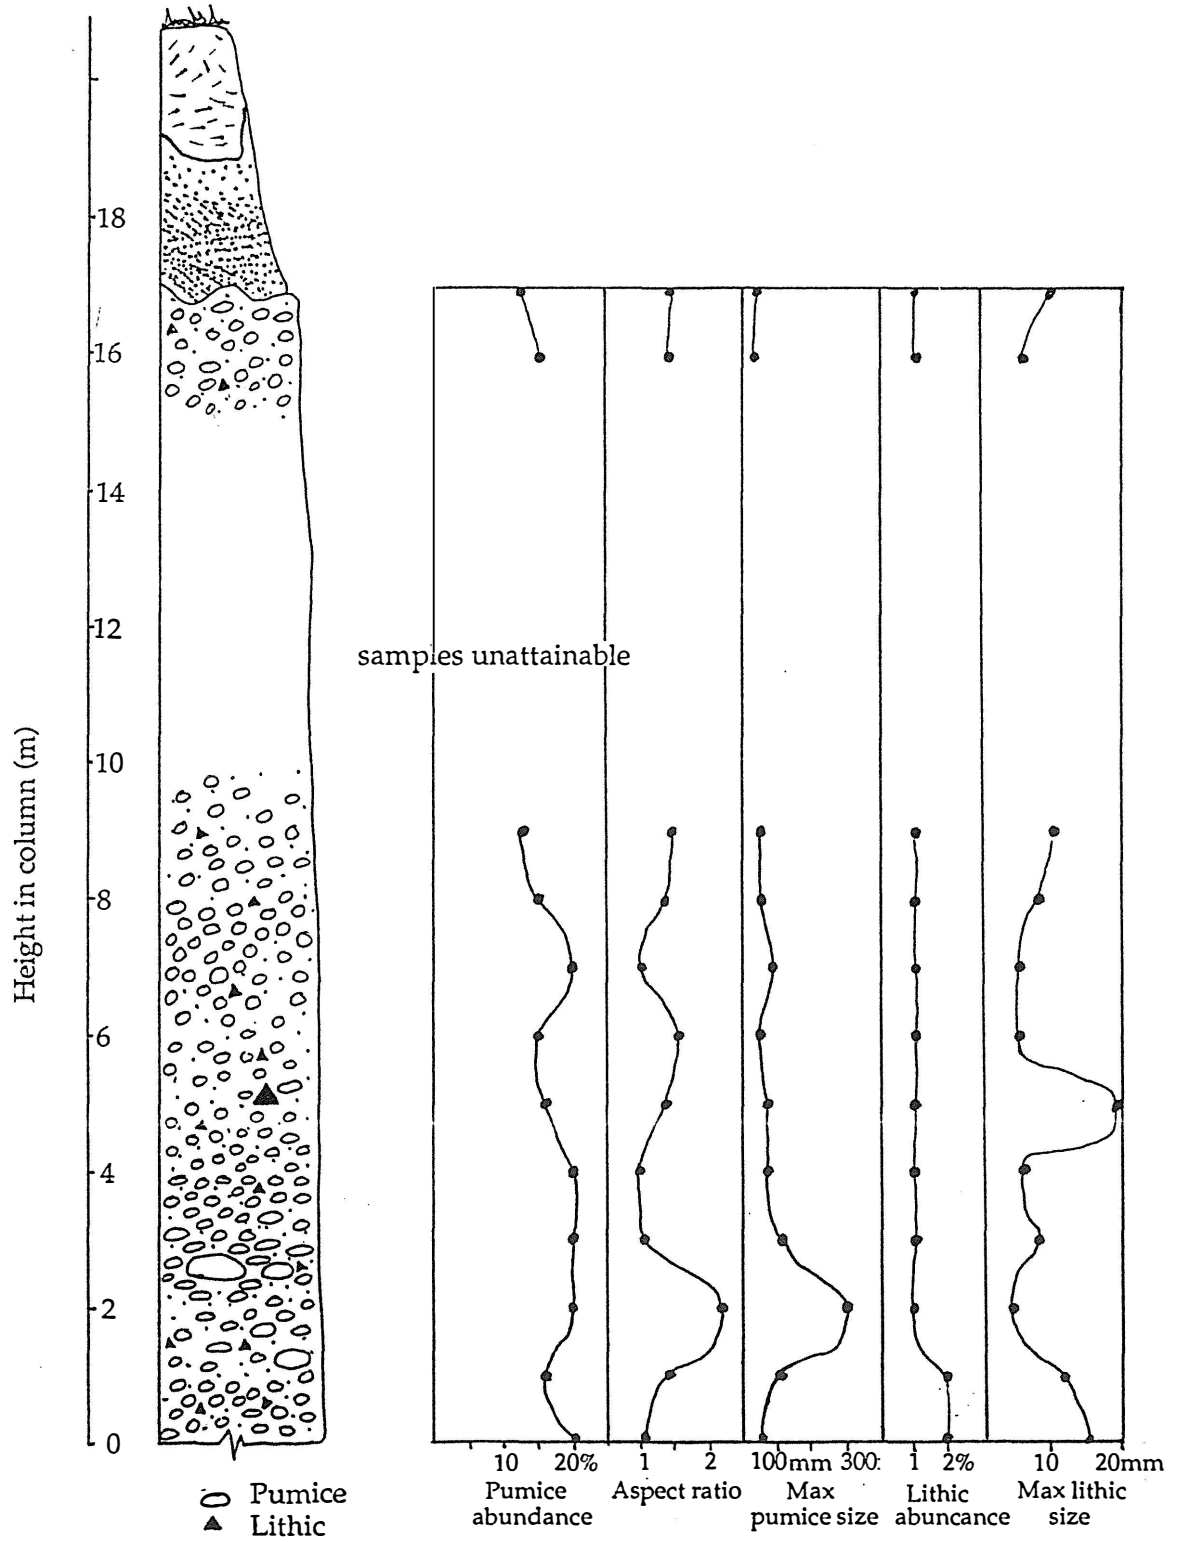 18
16
14
12
samples unattainable
10
8
6
4
2
0
Height in column (m)
10 20% 1 2 100mm 300: 1 2% 10 20mm
Pumice abundance
Aspect ratio
Max pumice size
Lithic abuncance
Max lithic size
Pumice
Lithic